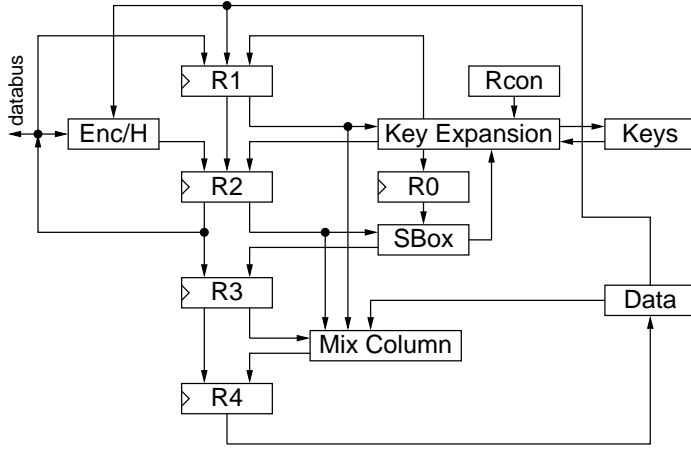 databus
R1
Rcon
Enc/H
Key Expansion
Keys
R2
R0
SBox
R3
Data
Mix Column
R4